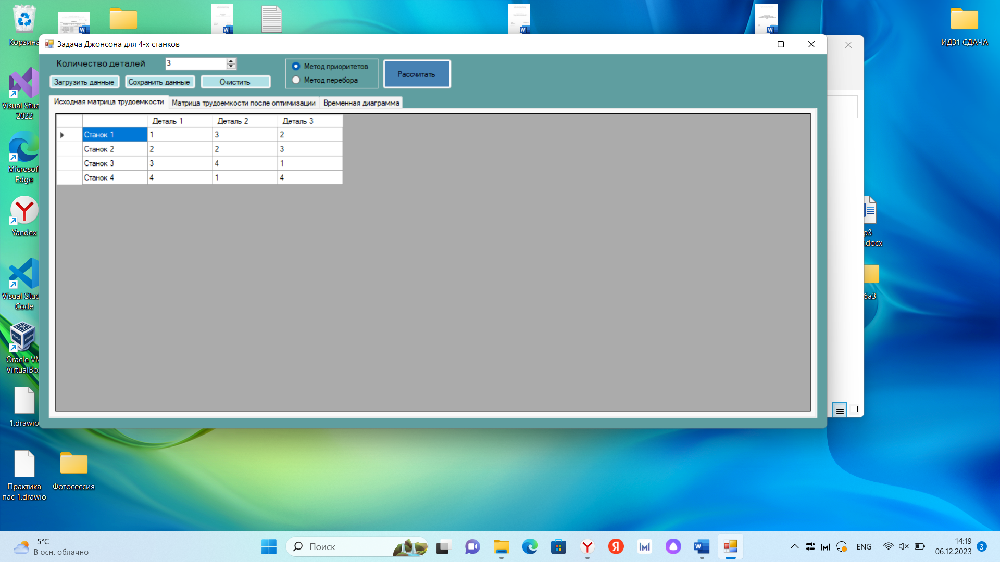 Корзина
ИДЗ1 СДАЧА
Задача Джонсона для 4-х станков
Количество деталей 3
Метод приоритетов
Метод перебора
Рассчитать
Загрузить данные Сохранить данные Очистить
Исходная матрица трудоемкости Матрица трудоемкости после оптимизации Временная диаграмма
Деталь 1 Деталь 2 Деталь 3
Станок 1 1 3 2
Станок 2 2 2 3
Станок 3 3 4 1
Станок 4 4 1 4
Visual Stud
2022
Microsof
Edge
Yandex
Visual Stud
Code
Oracle VM
VirtualBo
1.drawio
Практика
пас 1.drawio
Фотосессия
р3
.docx
ба3
-5°C
В осн. облачно
Поиск
ENG
14:19
06.12.2023
3